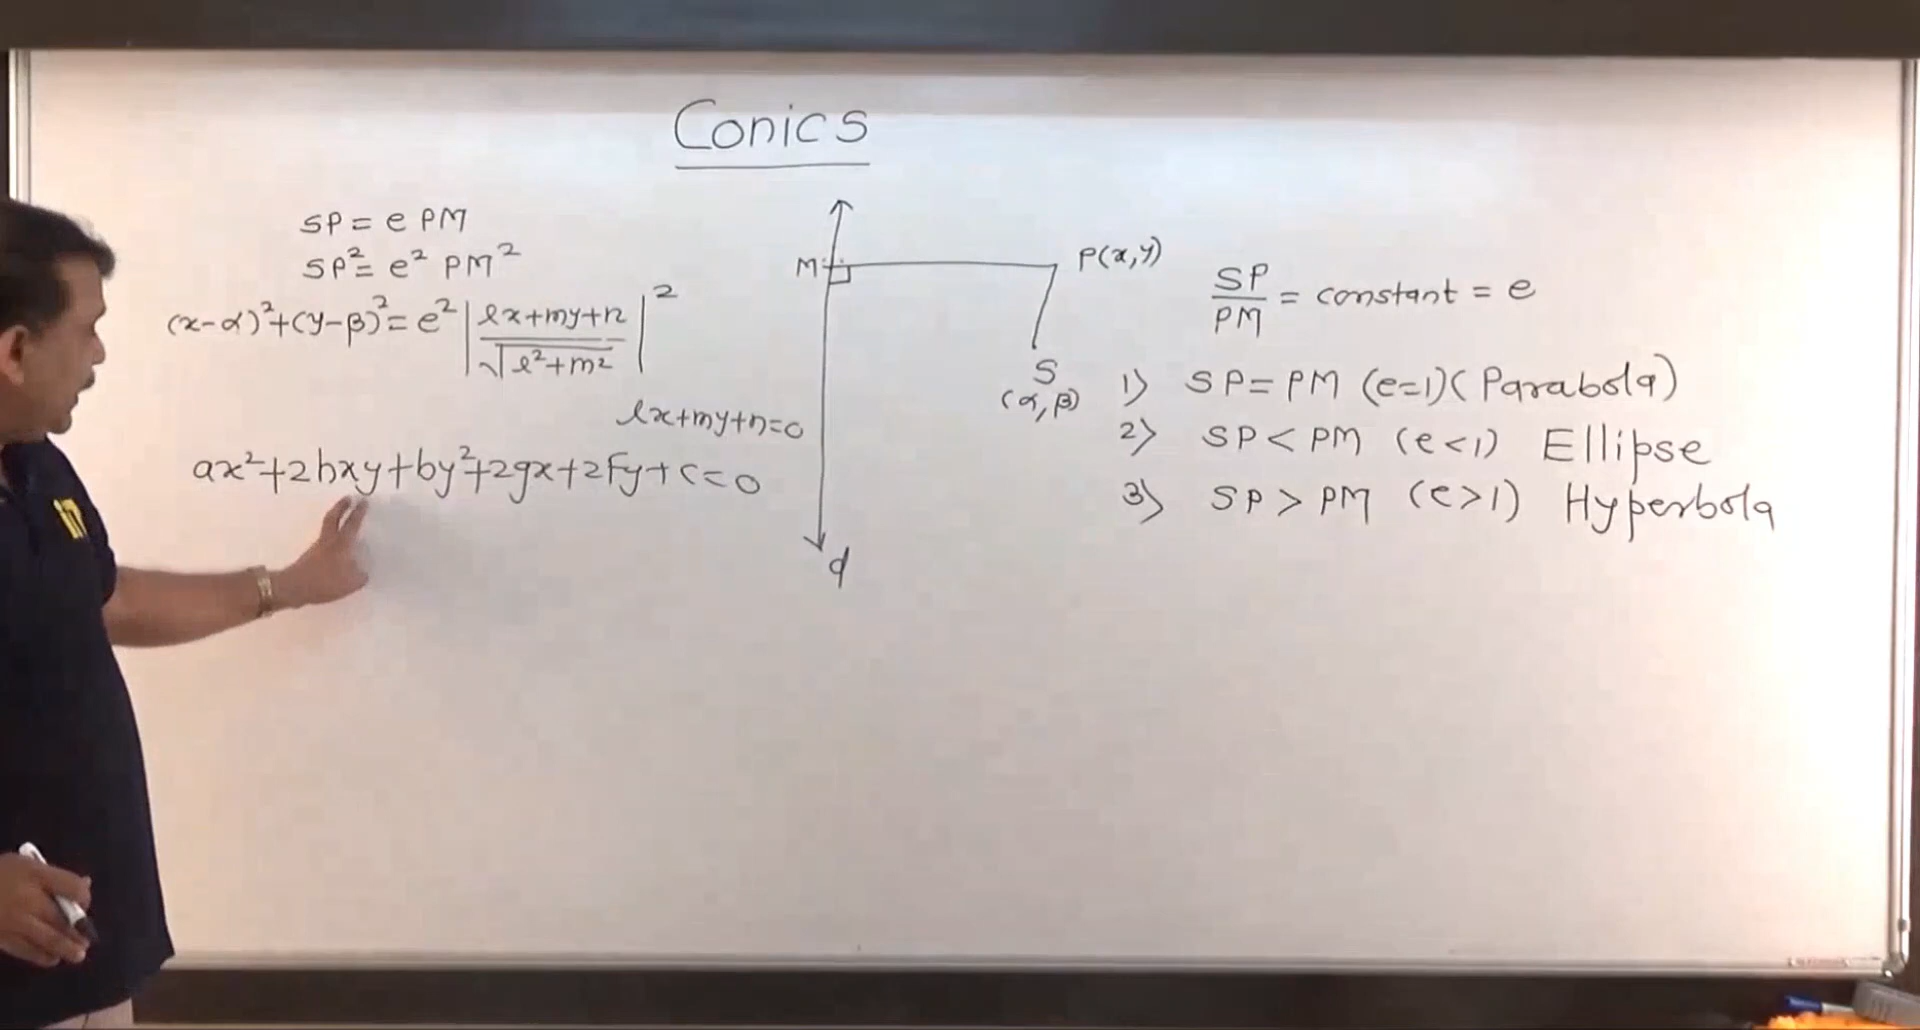 Conics
SP = e PM
SP² = e² PM²
(x-α)²+(y-β)² = e² |lx+my+n / √(l²+m²)|²
lx+my+n=0
ax²+2hxy+by²+2gx+2fy+c=0
M
P(x,y)
S
(α,β)
d
SP/PM = constant = e
1) SP = PM (e=1) (Parabola)
2) SP < PM (e<1) Ellipse
3) SP > PM (e>1) Hyperbola